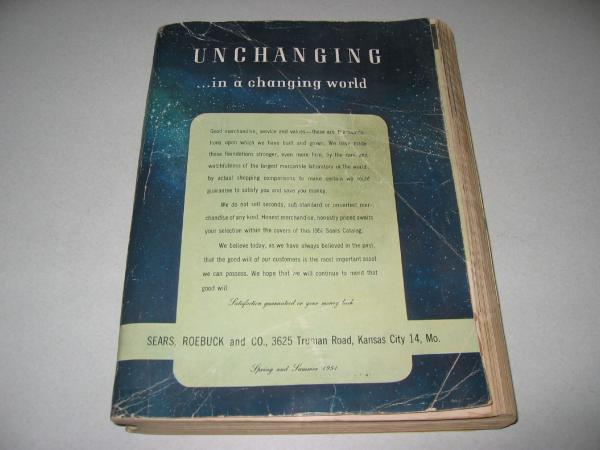 UNCHANGING
...in a changing world
Good merchandise, service and values—these are the founda-
tions upon which we have built and grown. We have made
these foundations stronger, even more firm, by the care and
watchfulness of the largest mercantile laboratory in the world,
by actual shopping comparisons to make certain we could
guarantee to satisfy you and save you money.
We do not sell seconds, sub-standard or imperfect mer-
chandise of any kind. Honest merchandise, honestly priced awaits
your selection within the covers of this 1951 Sears Catalog.
We believe today, as we have always believed in the past,
that the good will of our customers is the most important asset
we can possess. We hope that we will continue to merit that
good will.
Satisfaction guaranteed or your money back
SEARS, ROEBUCK and CO., 3625 Truman Road, Kansas City 14, Mo.
Spring and Summer 1951